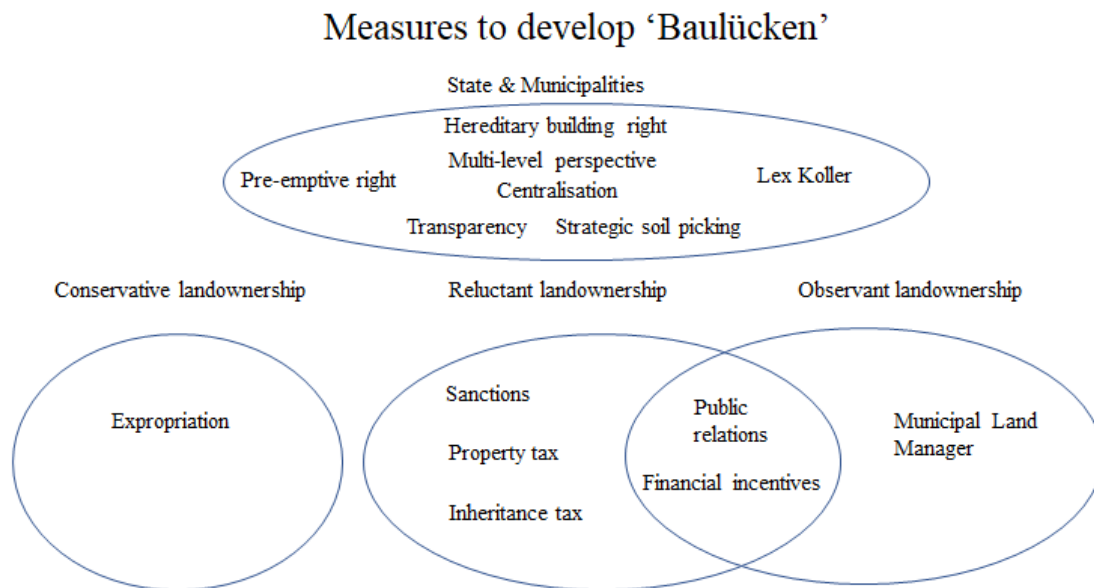 Measures to develop ‘Baulücken’
State & Municipalities
Hereditary building right
Multi-level perspective
Pre-emptive right
Centralisation
Lex Koller
Transparency
Strategic soil picking
Conservative landownership
Reluctant landownership
Observant landownership
Expropriation
Sanctions
Property tax
Inheritance tax
Public
relations
Financial incentives
Municipal Land
Manager